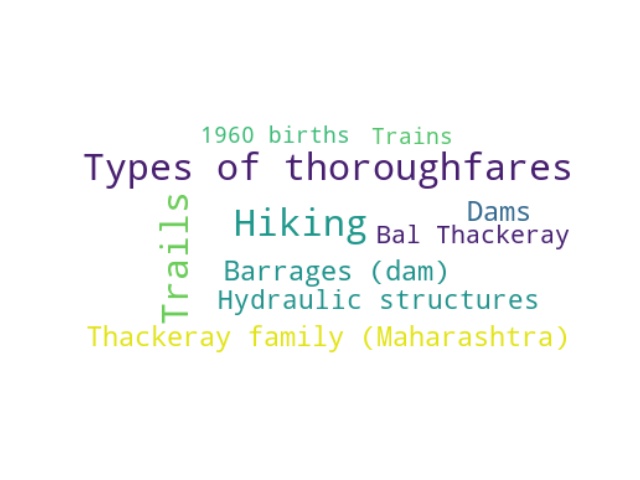 1960 births
Trains
Types of thoroughfares
Trails
Hiking
Dams
Bal Thackeray
Barrages (dam)
Hydraulic structures
Thackeray family (Maharashtra)